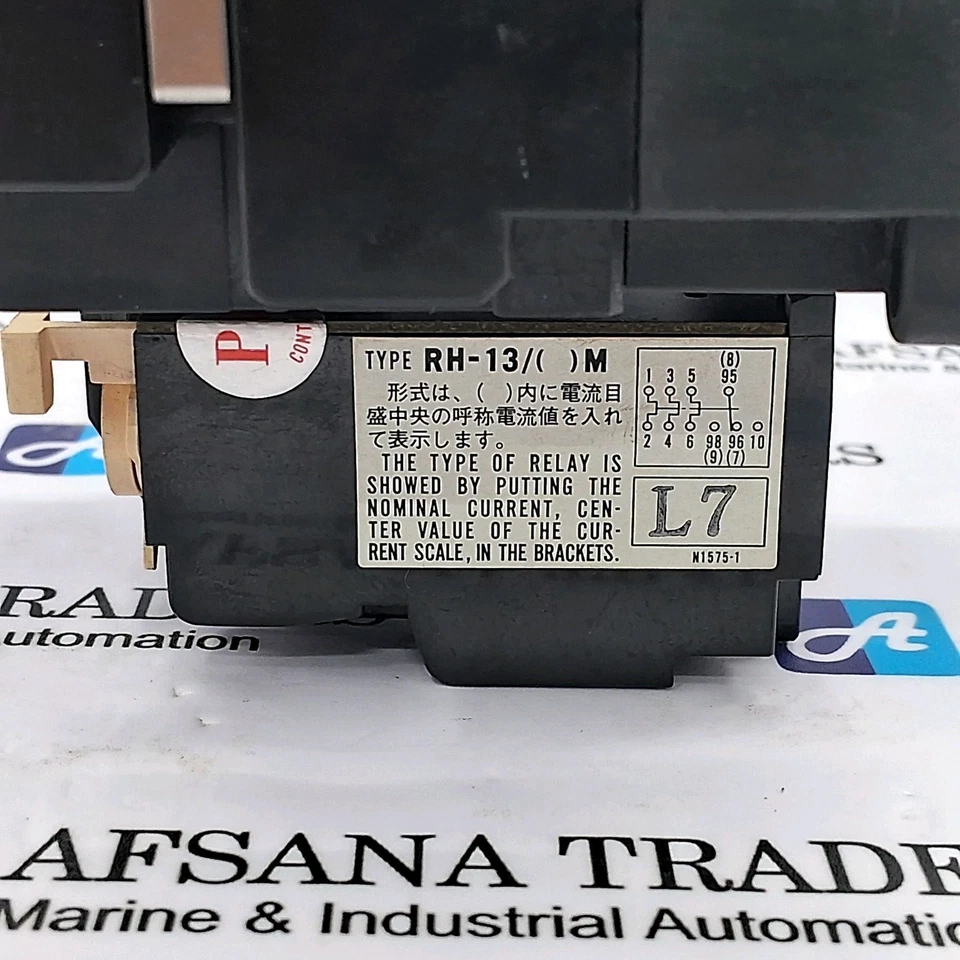 P
CONT
TYPE RH-13/( )M
形式は、( )内に電流目
盛中央の呼称電流値を入れ
て表示します。
THE TYPE OF RELAY IS
SHOWED BY PUTTING THE
NOMINAL CURRENT, CEN-
TER VALUE OF THE CUR-
RENT SCALE, IN THE BRACKETS.
(8)
1 3 5 95
2 4 6 98 96 10
(9)(7)
L7
N1575-1
RAD
utomation
A
AFSANA TRADE
Marine & Industrial Automatio